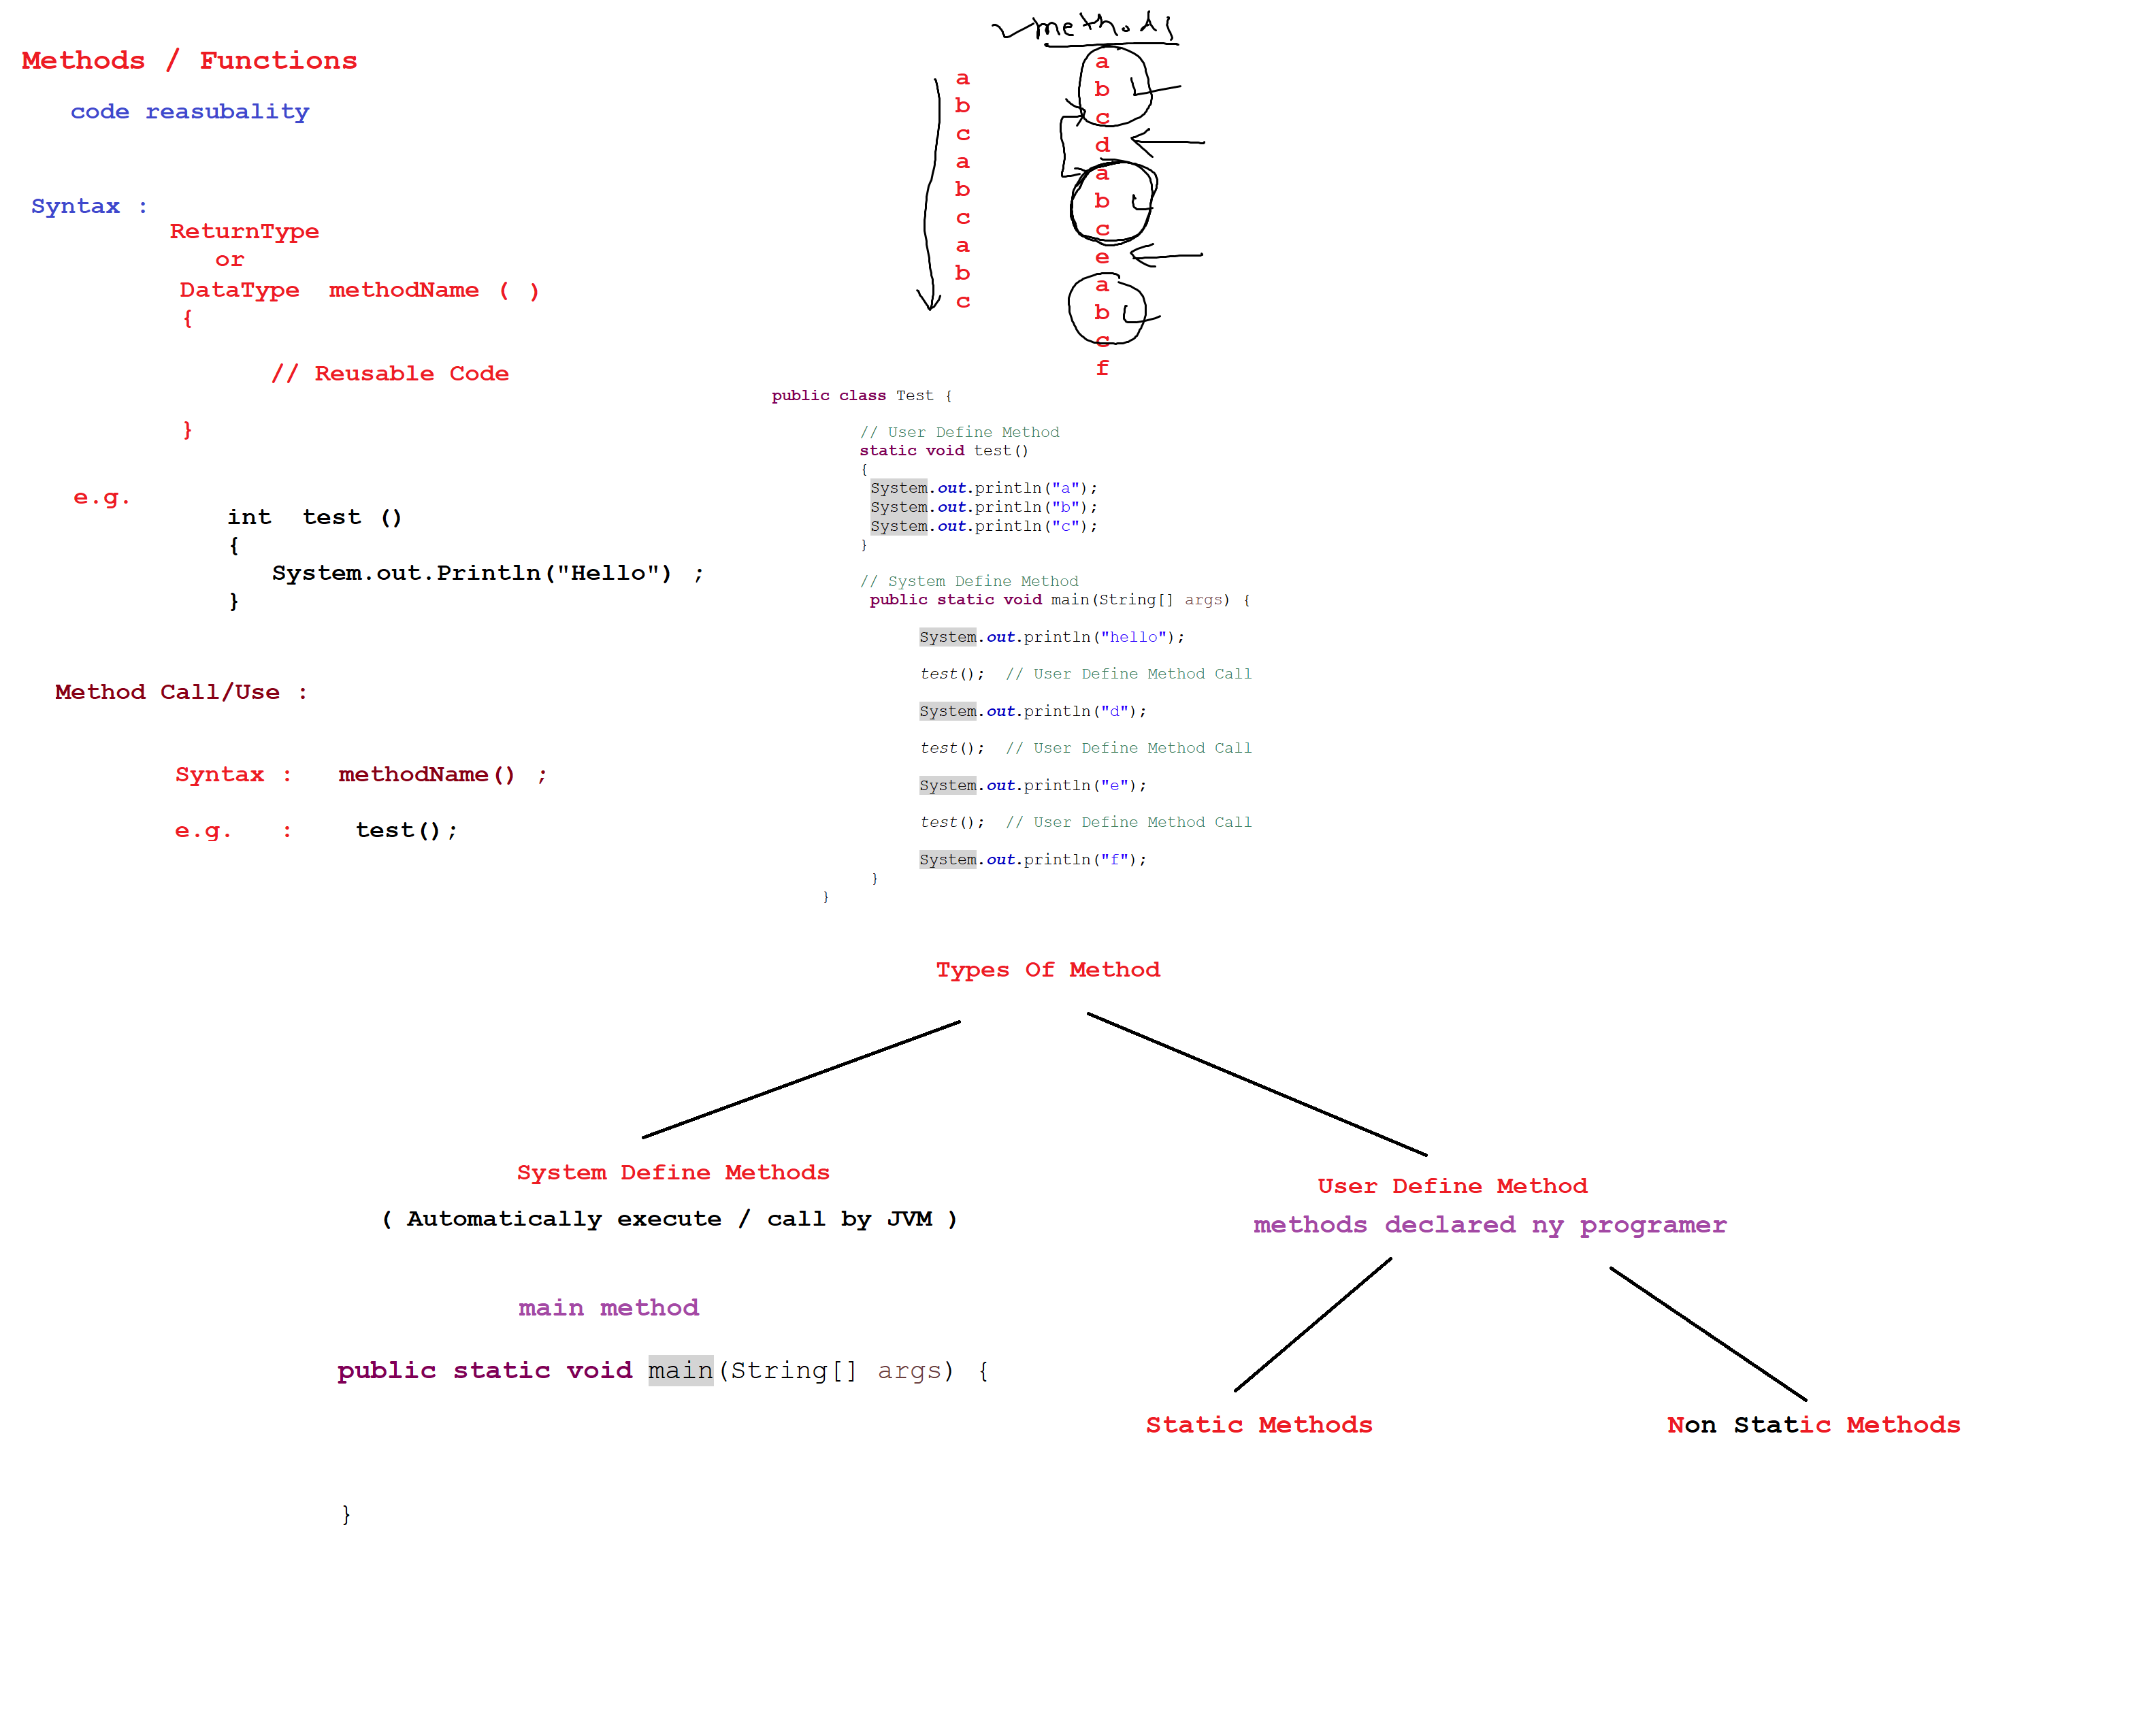 Methods / Functions
code reasubality
Syntax :
ReturnType
or
DataType methodName ( )
{
// Reusable Code
}
e.g.
int test ()
{
System.out.Println("Hello") ;
}
Method Call/Use :
Syntax : methodName() ;
e.g. : test();
a
b
c
a
b
c
a
b
c
methods
a
b
c
d
a
b
c
e
a
b
c
f
public class Test {
// User Define Method
static void test()
{
System.out.println("a");
System.out.println("b");
System.out.println("c");
}
// System Define Method
public static void main(String[] args) {
System.out.println("hello");
test(); // User Define Method Call
System.out.println("d");
test(); // User Define Method Call
System.out.println("e");
test(); // User Define Method Call
System.out.println("f");
}
}
Types Of Method
System Define Methods
( Automatically execute / call by JVM )
main method
public static void main(String[] args) {
}
User Define Method
methods declared ny programer
Static Methods
Non Static Methods